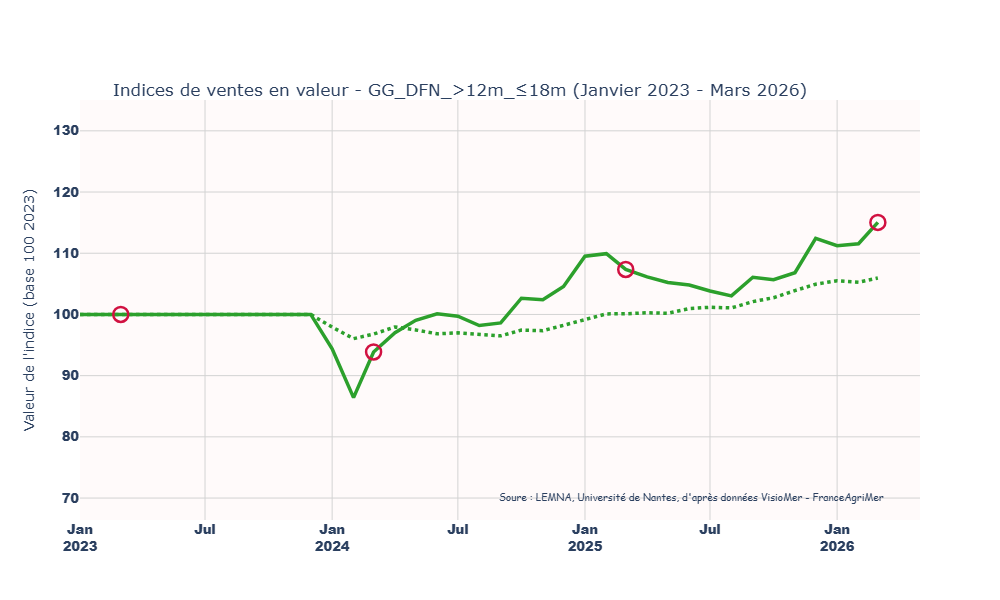 Indices de ventes en valeur - GG_DFN_>12m_≤18m (Janvier 2023 - Mars 2026)
Valeur de l'indice (base 100 2023)
130
120
110
100
90
80
70
Soure : LEMNA, Université de Nantes, d'après données VisioMer - FranceAgriMer
Jan Jul Jan Jul Jan Jul Jan
2023 2024 2025 2026